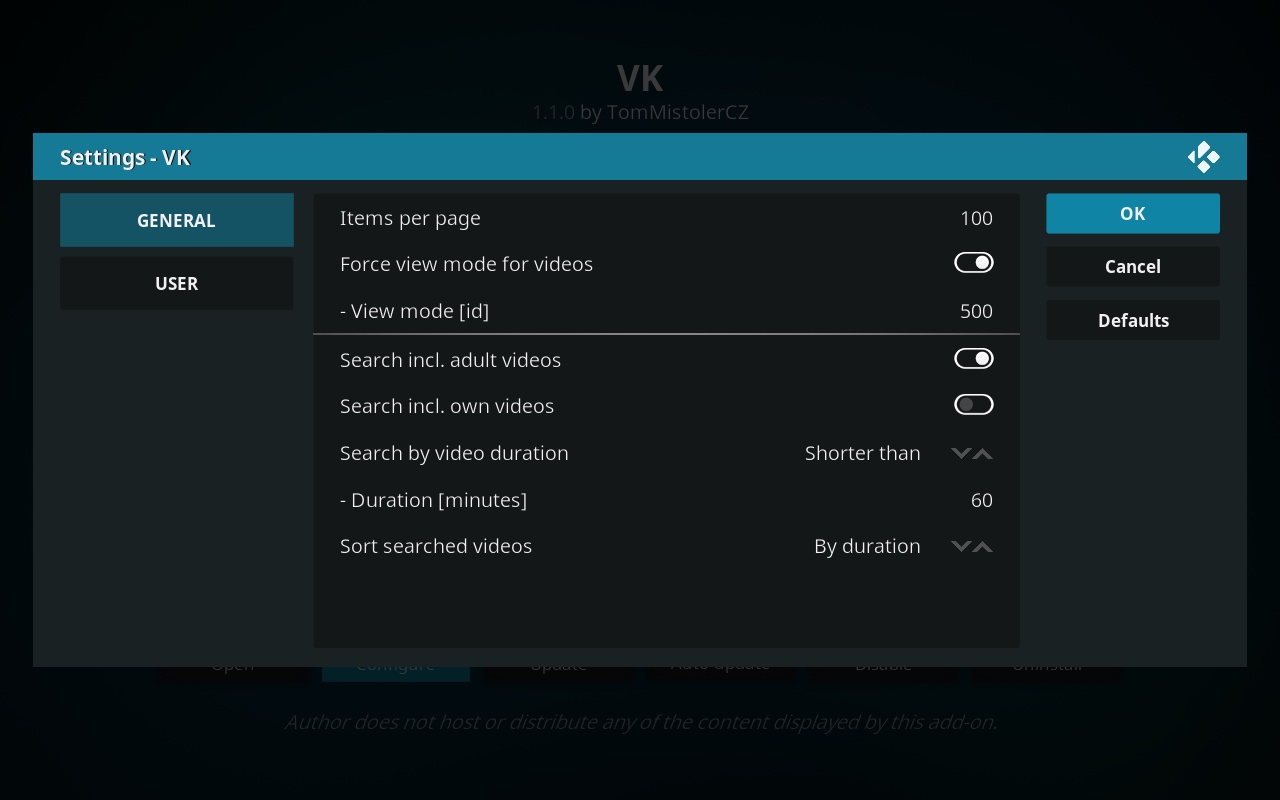 VK
1.1.0 by TomMistolerCZ
Settings - VK
GENERAL
USER
Items per page 100
Force view mode for videos
- View mode [id] 500
Search incl. adult videos
Search incl. own videos
Search by video duration Shorter than
- Duration [minutes] 60
Sort searched videos By duration
OK
Cancel
Defaults
Open Configure Update Auto-update Disable Uninstall
Author does not host or distribute any of the content displayed by this add-on.